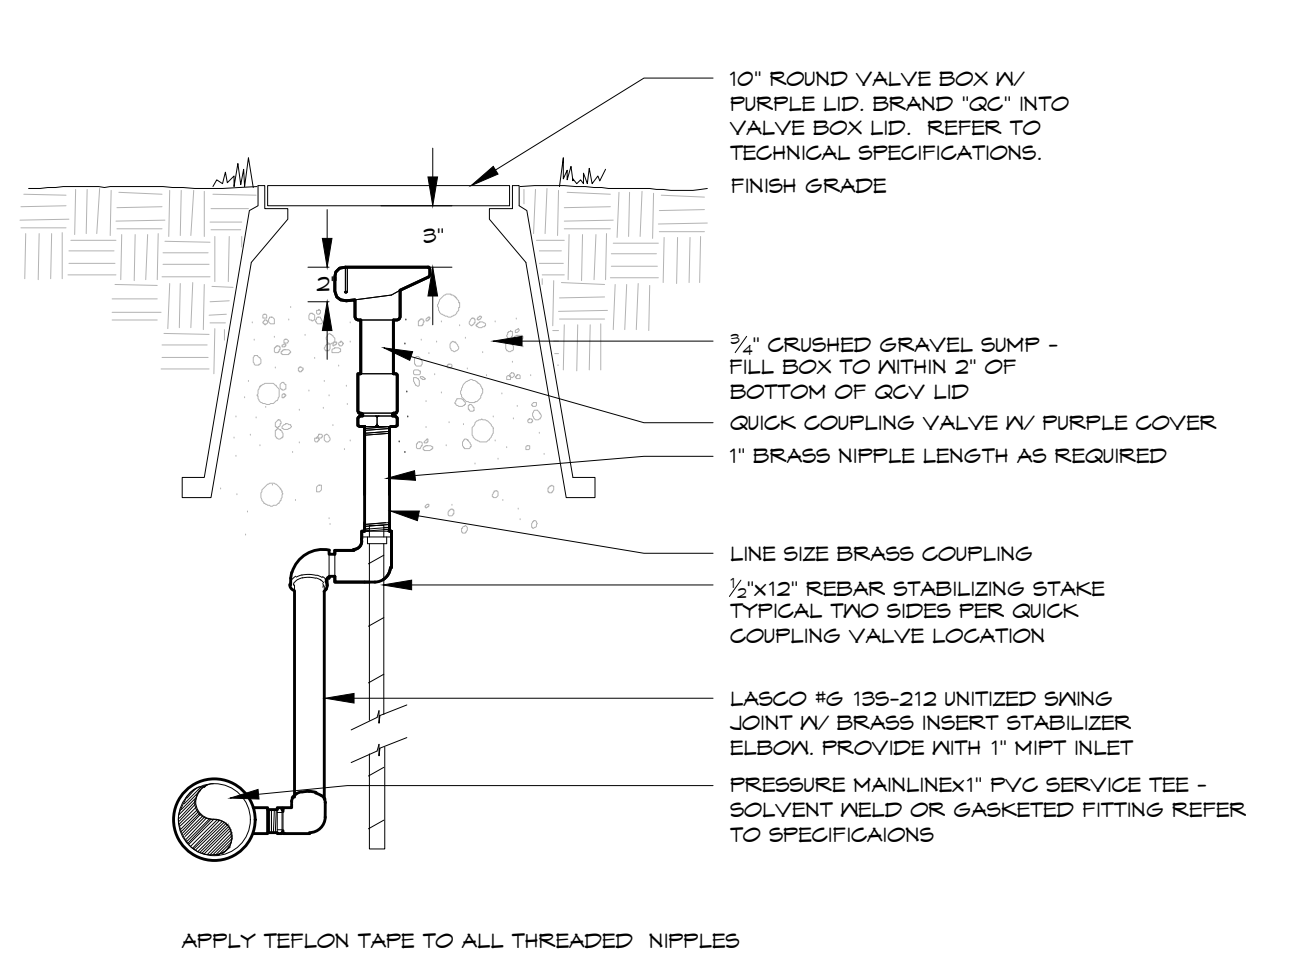 10" ROUND VALVE BOX W/
PURPLE LID. BRAND "QC" INTO
VALVE BOX LID.  REFER TO
TECHNICAL SPECIFICATIONS.
FINISH GRADE
3"
2"
¾" CRUSHED GRAVEL SUMP -
FILL BOX TO WITHIN 2" OF
BOTTOM OF QCV LID
QUICK COUPLING VALVE W/ PURPLE COVER
1" BRASS NIPPLE LENGTH AS REQUIRED
LINE SIZE BRASS COUPLING
½"x12" REBAR STABILIZING STAKE
TYPICAL TWO SIDES PER QUICK
COUPLING VALVE LOCATION
LASCO #G 13S-212 UNITIZED SWING
JOINT W/ BRASS INSERT STABILIZER
ELBOW. PROVIDE WITH 1" MIPT INLET
PRESSURE MAINLINEx1" PVC SERVICE TEE -
SOLVENT WELD OR GASKETED FITTING REFER
TO SPECIFICAIONS
APPLY TEFLON TAPE TO ALL THREADED  NIPPLES